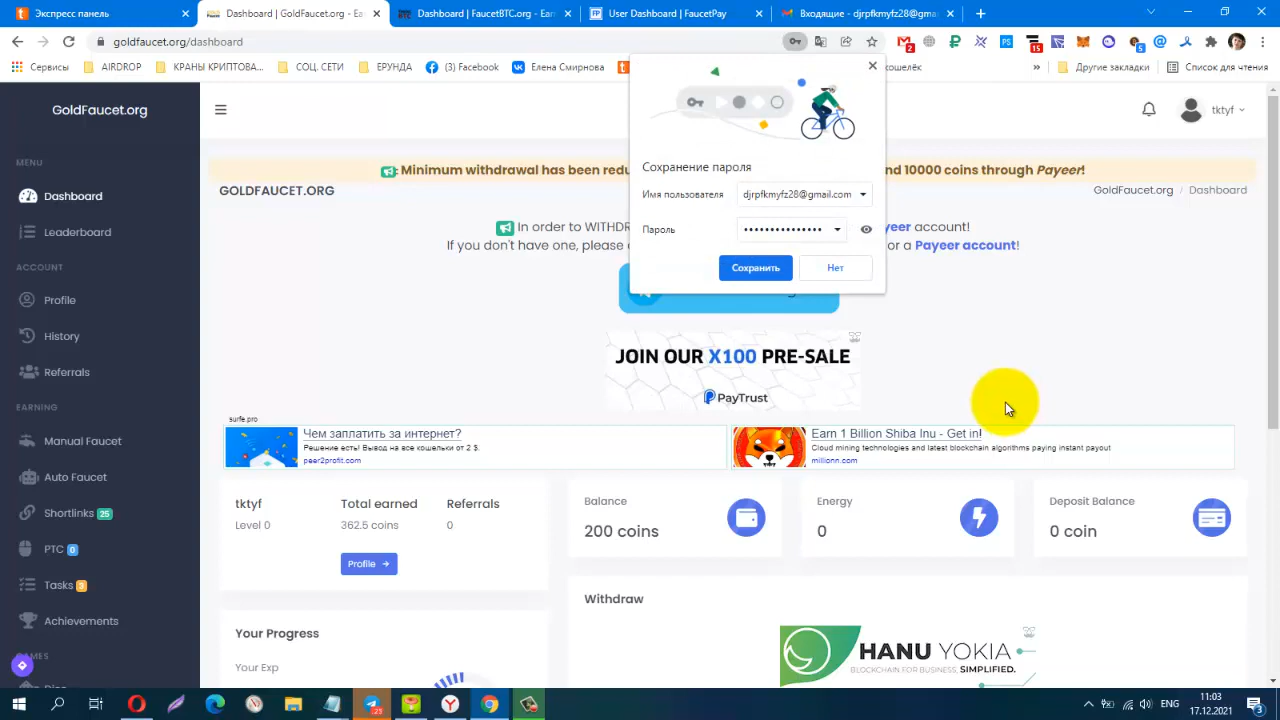 Экспресс панель
Dashboard | GoldFaucet.org - Ear
Dashboard | FaucetBTC.org - Earn
User Dashboard | FaucetPay
Входящие - djrpfkmyfz28@gmai
goldfaucet.org/dashboard
Сервисы
AIRDROP
КРАНЫ КРИПТОВА...
СОЦ. СЕТИ
ЕРУНДА
(3) Facebook
Елена Смирнова
кошелёк
Другие закладки
Список для чтения
GoldFaucet.org
tktyf
MENU
Dashboard
Leaderboard
ACCOUNT
Profile
History
Referrals
EARNING
Manual Faucet
Auto Faucet
Shortlinks 25
PTC 0
Tasks 3
Achievements
Сохранение пароля
Имя пользователя
djrpfkmyfz28@gmail.com
Пароль
Сохранить
Нет
: Minimum withdrawal has been redu
nd 10000 coins through Payeer!
GOLDFAUCET.ORG
GoldFaucet.org / Dashboard
In order to WITHDR
yeer account!
If you don't have one, please
or a Payeer account!
JOIN OUR X100 PRE-SALE
PayTrust
surfe.pro
Чем заплатить за интернет?
Решение есть! Вывод на все кошельки от 2 $.
peer2profit.com
Earn 1 Billion Shiba Inu - Get in!
Cloud mining technologies and latest blockchain algorithms paying instant payout
millionn.com
tktyf
Level 0
Total earned
362.5 coins
Referrals
0
Profile →
Balance
200 coins
Energy
0
Deposit Balance
0 coin
Your Progress
Your Exp
Withdraw
HANU YOKIA
BLOCKCHAIN FOR BUSINESS, SIMPLIFIED.
ENG
11:03
17.12.2021